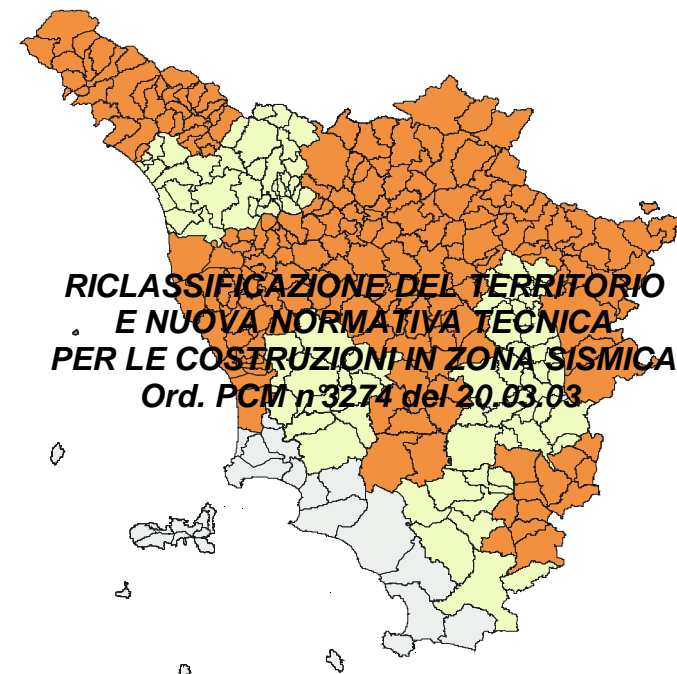 RICLASSIFICAZIONE DEL TERRITORIO
E NUOVA NORMATIVA TECNICA
PER LE COSTRUZIONI IN ZONA SISMICA
Ord. PCM n°3274 del 20.03.03